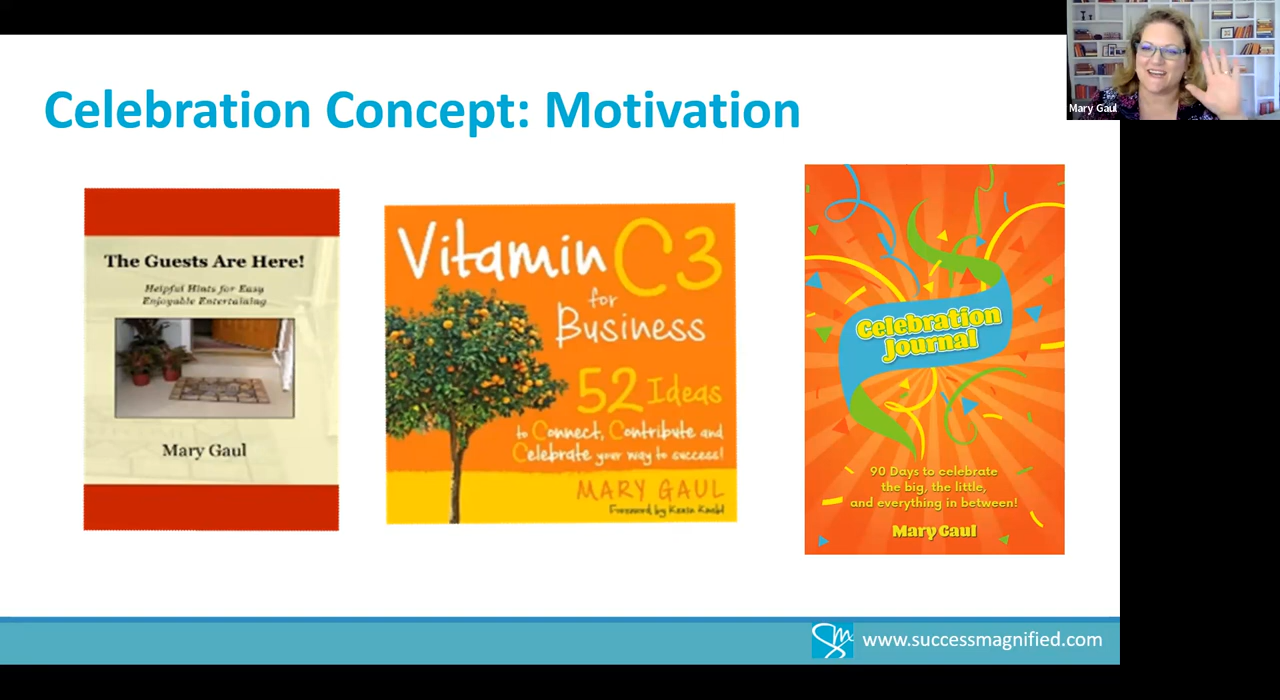 Mary Gaul
Celebration Concept: Motivation
The Guests Are Here!
Helpful Hints for Easy
Enjoyable Entertaining
Mary Gaul
Vitamin C3
for
Business
52 Ideas
to Connect, Contribute and
Celebrate your way to success!
MARY GAUL
Foreword by
Celebration
Journal
90 Days to celebrate
the big, the little,
and everything in between!
Mary Gaul
www.successmagnified.com